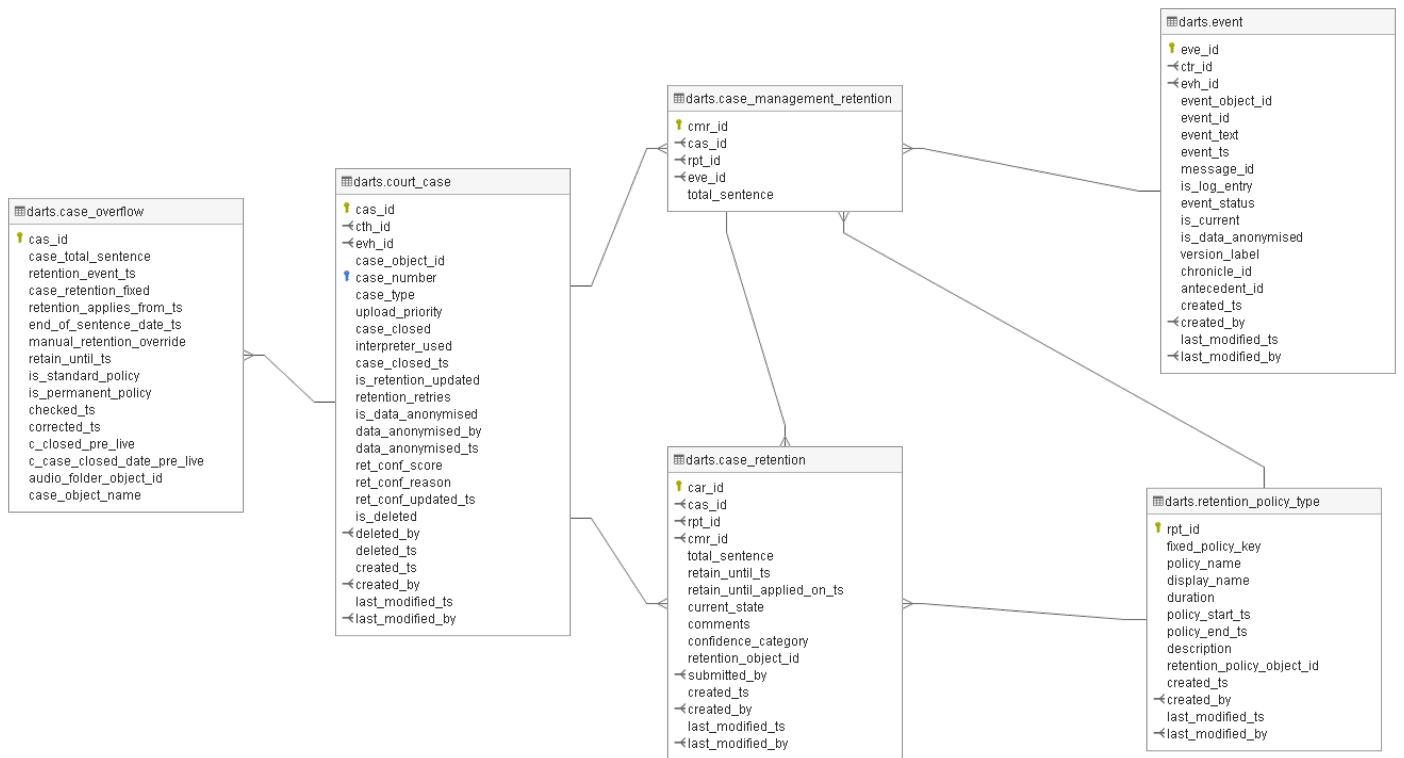 darts.case_overflow
cas_id
case_total_sentence
retention_event_ts
case_retention_fixed
retention_applies_from_ts
end_of_sentence_date_ts
manual_retention_override
retain_until_ts
is_standard_policy
is_permanent_policy
checked_ts
corrected_ts
c_closed_pre_live
c_case_closed_date_pre_live
audio_folder_object_id
case_object_name
darts.court_case
cas_id
cth_id
evh_id
case_object_id
case_number
case_type
upload_priority
case_closed
interpreter_used
case_closed_ts
is_retention_updated
retention_retries
is_data_anonymised
data_anonymised_by
data_anonymised_ts
ret_conf_score
ret_conf_reason
ret_conf_updated_ts
is_deleted
deleted_by
deleted_ts
created_ts
created_by
last_modified_ts
last_modified_by
darts.case_management_retention
cmr_id
cas_id
rpt_id
eve_id
total_sentence
darts.case_retention
car_id
cas_id
rpt_id
cmr_id
total_sentence
retain_until_ts
retain_until_applied_on_ts
current_state
comments
confidence_category
retention_object_id
submitted_by
created_ts
created_by
last_modified_ts
last_modified_by
darts.event
eve_id
ctr_id
evh_id
event_object_id
event_id
event_text
event_ts
message_id
is_log_entry
event_status
is_current
is_data_anonymised
version_label
chronicle_id
antecedent_id
created_ts
created_by
last_modified_ts
last_modified_by
darts.retention_policy_type
rpt_id
fixed_policy_key
policy_name
display_name
duration
policy_start_ts
policy_end_ts
description
retention_policy_object_id
created_ts
created_by
last_modified_ts
last_modified_by